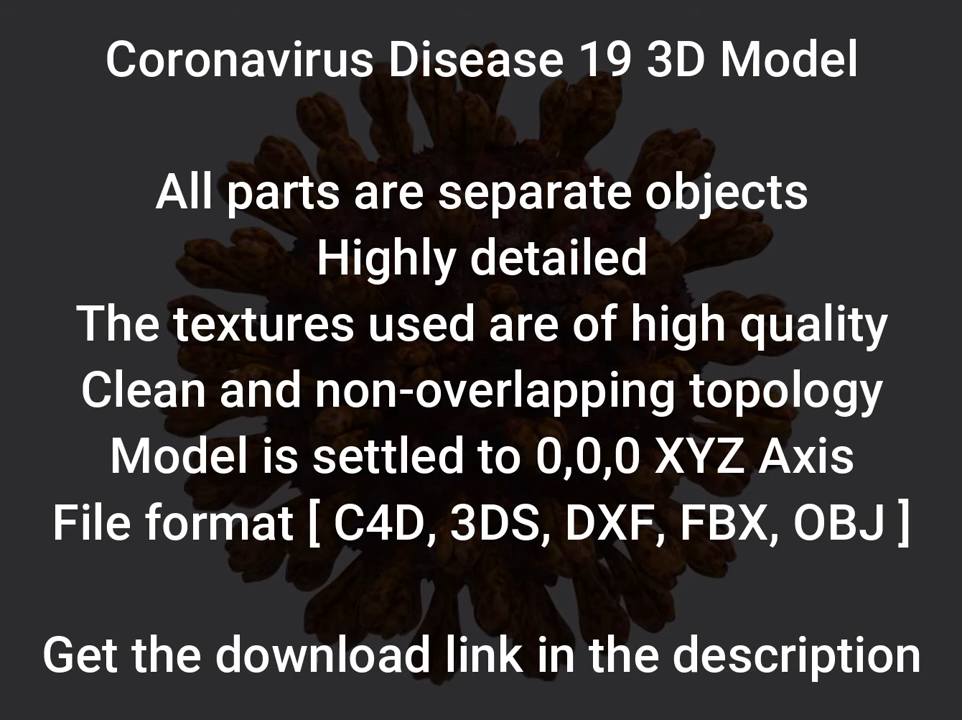 Coronavirus Disease 19 3D Model
All parts are separate objects
Highly detailed
The textures used are of high quality
Clean and non-overlapping topology
Model is settled to 0,0,0 XYZ Axis
File format [ C4D, 3DS, DXF, FBX, OBJ ]
Get the download link in the description